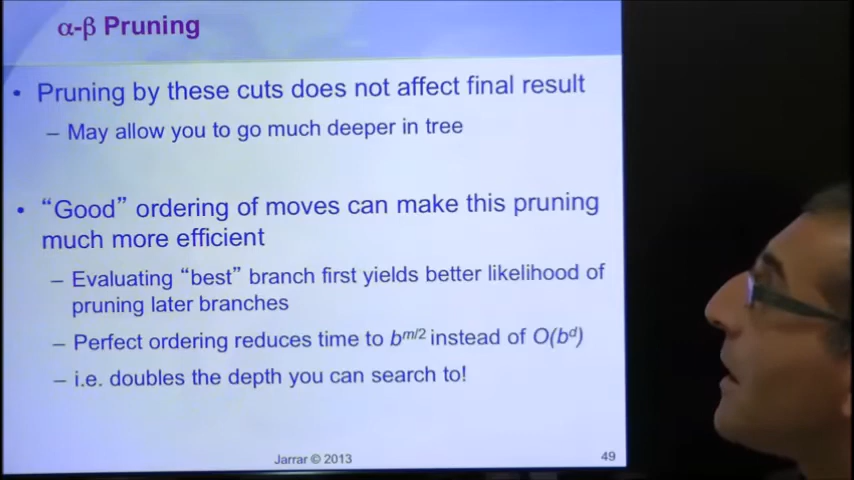 α-β Pruning
• Pruning by these cuts does not affect final result
– May allow you to go much deeper in tree
• “Good” ordering of moves can make this pruning
much more efficient
– Evaluating “best” branch first yields better likelihood of
pruning later branches
– Perfect ordering reduces time to b^m/2 instead of O(b^d)
– i.e. doubles the depth you can search to!
Jarrar © 2013
49